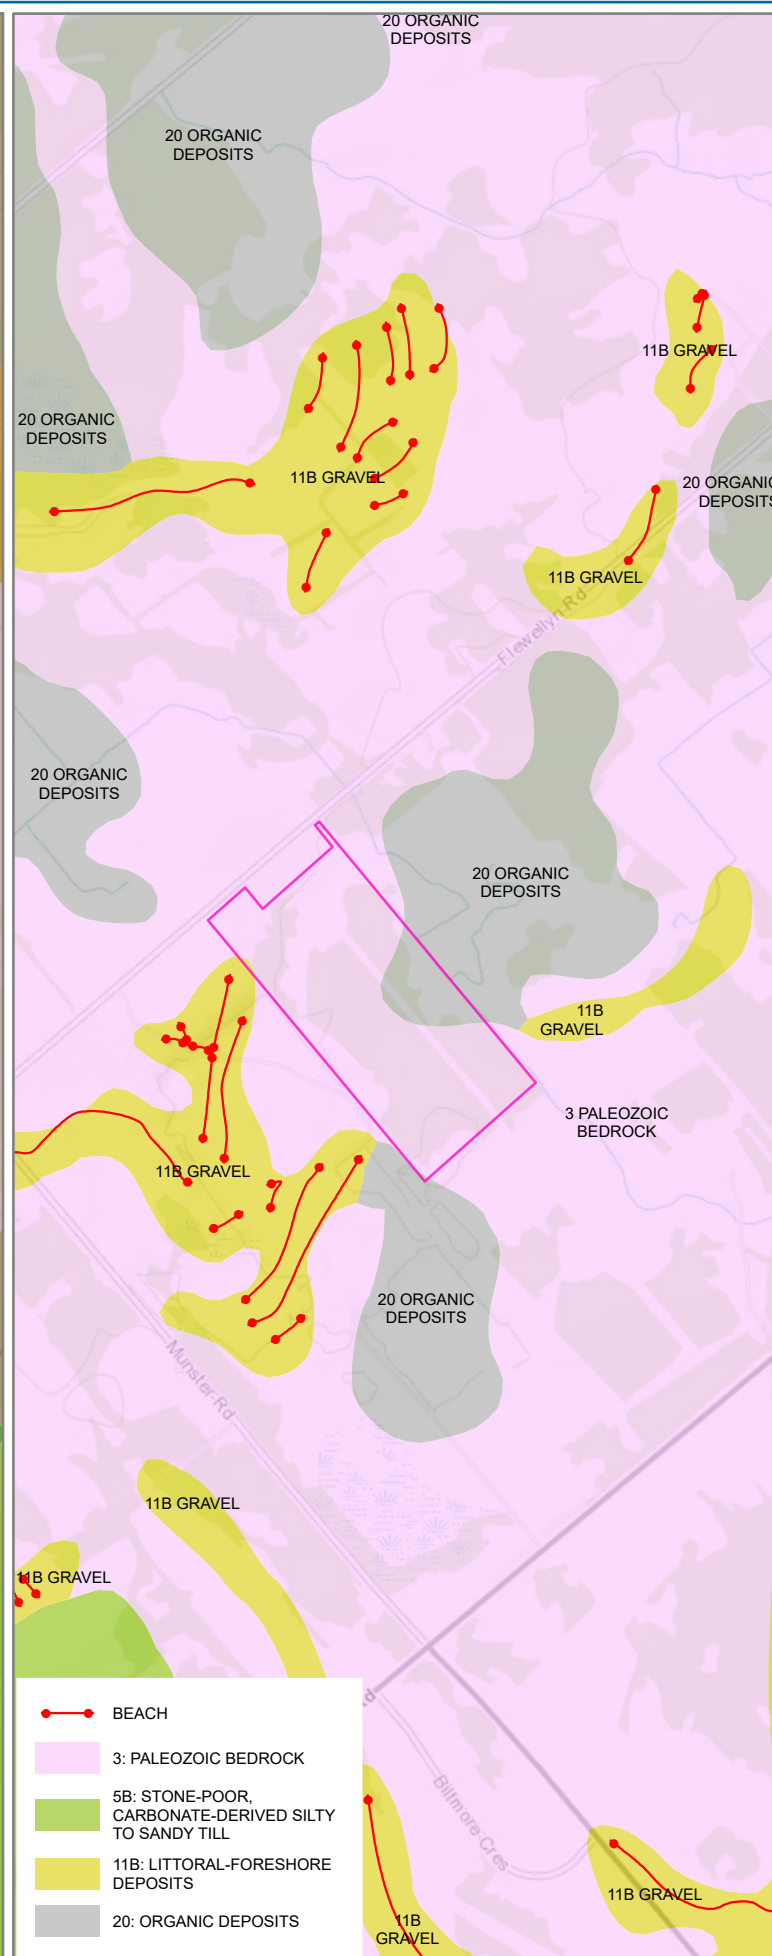 20 ORGANIC
DEPOSITS
20 ORGANIC
DEPOSITS
11B GRAVEL
20 ORGANIC
DEPOSITS
11B GRAVEL
20 ORGANIC
DEPOSITS
11B GRAVEL
Flewellyn Rd
20 ORGANIC
DEPOSITS
20 ORGANIC
DEPOSITS
11B
GRAVEL
3 PALEOZOIC
BEDROCK
11B GRAVEL
20 ORGANIC
DEPOSITS
Munster Rd
11B GRAVEL
11B GRAVEL
d
Biltmore Cres
11B GRAVEL
11B
GRAVEL
BEACH
3: PALEOZOIC BEDROCK
5B: STONE-POOR,
CARBONATE-DERIVED SILTY
TO SANDY TILL
11B: LITTORAL-FORESHORE
DEPOSITS
20: ORGANIC DEPOSITS